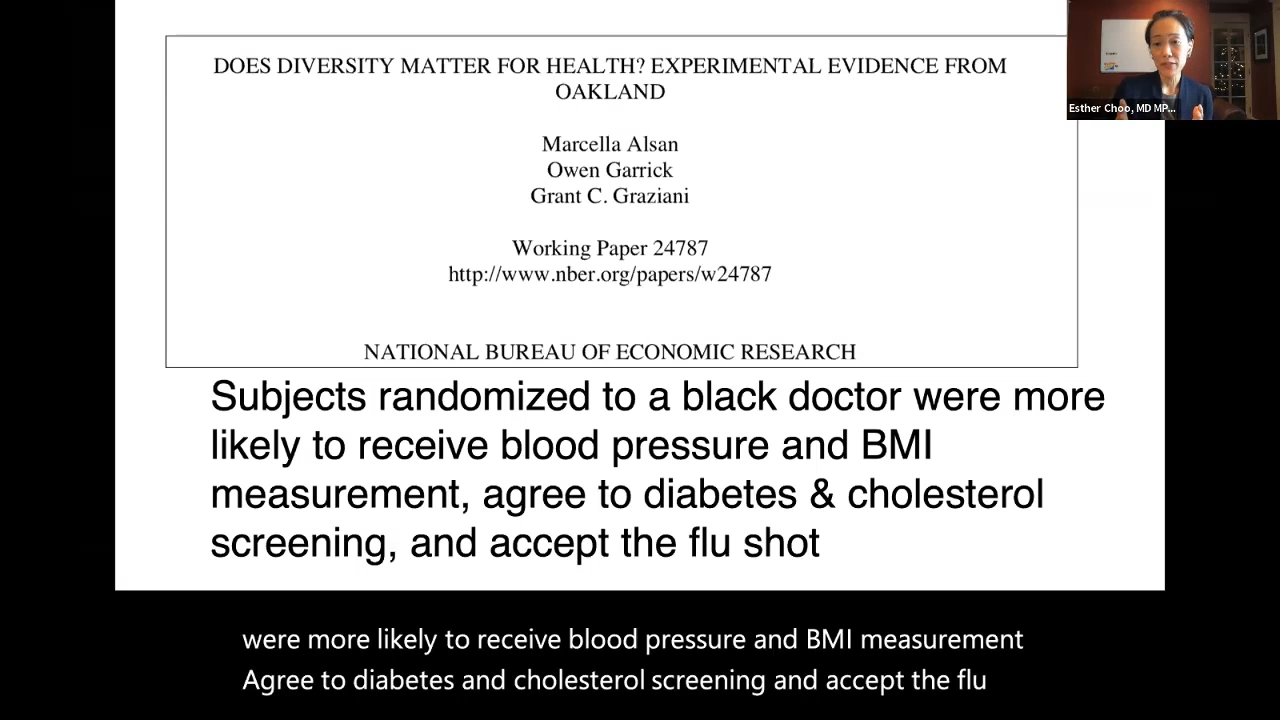 DOES DIVERSITY MATTER FOR HEALTH? EXPERIMENTAL EVIDENCE FROM
OAKLAND
Marcella Alsan
Owen Garrick
Grant C. Graziani
Working Paper 24787
http://www.nber.org/papers/w24787
NATIONAL BUREAU OF ECONOMIC RESEARCH
Subjects randomized to a black doctor were more
likely to receive blood pressure and BMI
measurement, agree to diabetes & cholesterol
screening, and accept the flu shot
Esther Choo, MD MP...
were more likely to receive blood pressure and BMI measurement
Agree to diabetes and cholesterol screening and accept the flu